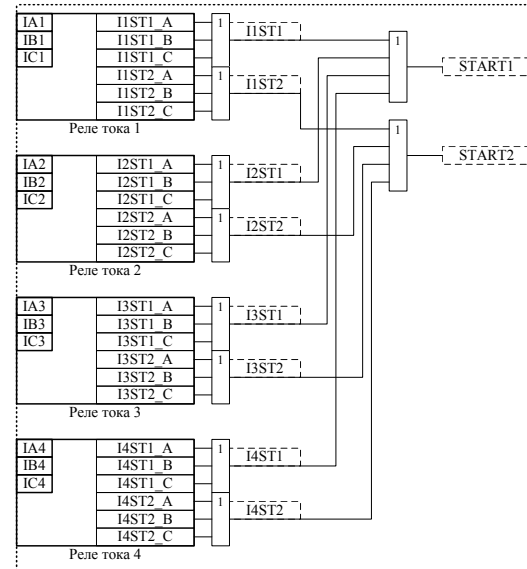 IA1 I1ST1_A 1 I1ST1
IB1 I1ST1_B 1
IC1 I1ST1_C
I1ST2_A 1 I1ST2 START1
I1ST2_B
I1ST2_C
Реле тока 1 1
START2
IA2 I2ST1_A 1 I2ST1
IB2 I2ST1_B
IC2 I2ST1_C
I2ST2_A 1 I2ST2
I2ST2_B
I2ST2_C
Реле тока 2
IA3 I3ST1_A 1 I3ST1
IB3 I3ST1_B
IC3 I3ST1_C
I3ST2_A 1 I3ST2
I3ST2_B
I3ST2_C
Реле тока 3
IA4 I4ST1_A 1 I4ST1
IB4 I4ST1_B
IC4 I4ST1_C
I4ST2_A 1 I4ST2
I4ST2_B
I4ST2_C
Реле тока 4